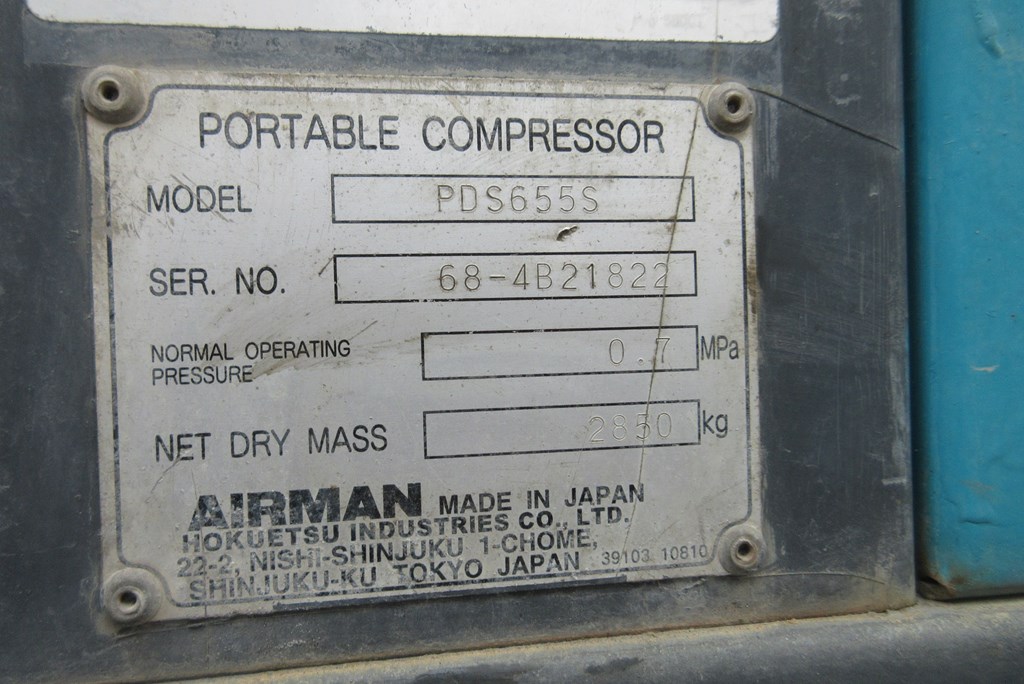 PORTABLE COMPRESSOR
MODEL PDS655S
SER. NO. 68-4B21822
NORMAL OPERATING
PRESSURE 0.7 MPa
NET DRY MASS 2850 kg
AIRMAN MADE IN JAPAN
HOKUETSU INDUSTRIES CO., LTD.
22-2, NISHI-SHINJUKU 1-CHOME,
SHINJUKU-KU TOKYO JAPAN 39103 10810